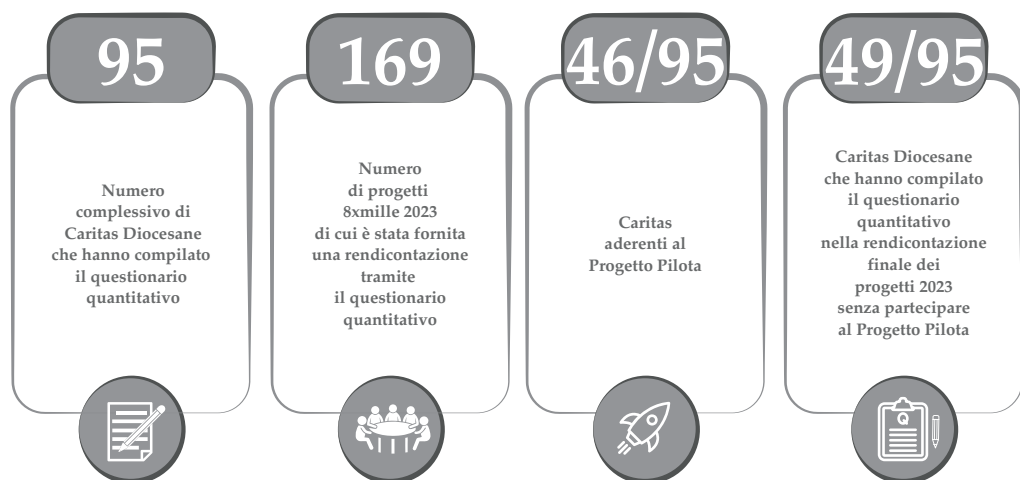 95
Numero
complessivo di
Caritas Diocesane
che hanno compilato
il questionario
quantitativo
169
Numero
di progetti
8xmille 2023
di cui è stata fornita
una rendicontazione
tramite
il questionario
quantitativo
46/95
Caritas
aderenti al
Progetto Pilota
49/95
Caritas Diocesane
che hanno compilato
il questionario
quantitativo
nella rendicontazione
finale dei
progetti 2023
senza partecipare
al Progetto Pilota
Q